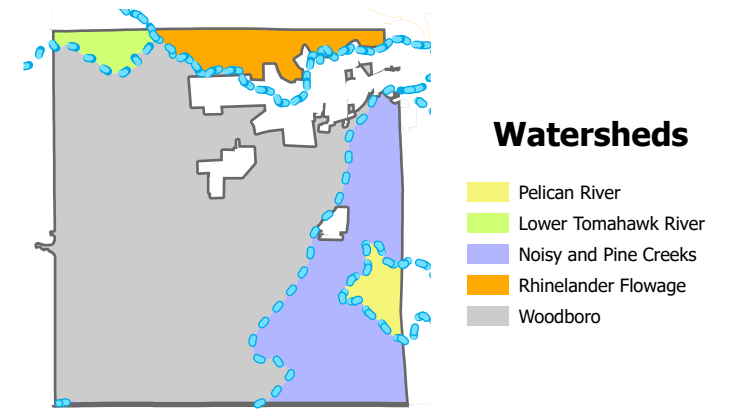 Watersheds
Pelican River
Lower Tomahawk River
Noisy and Pine Creeks
Rhinelander Flowage
Woodboro